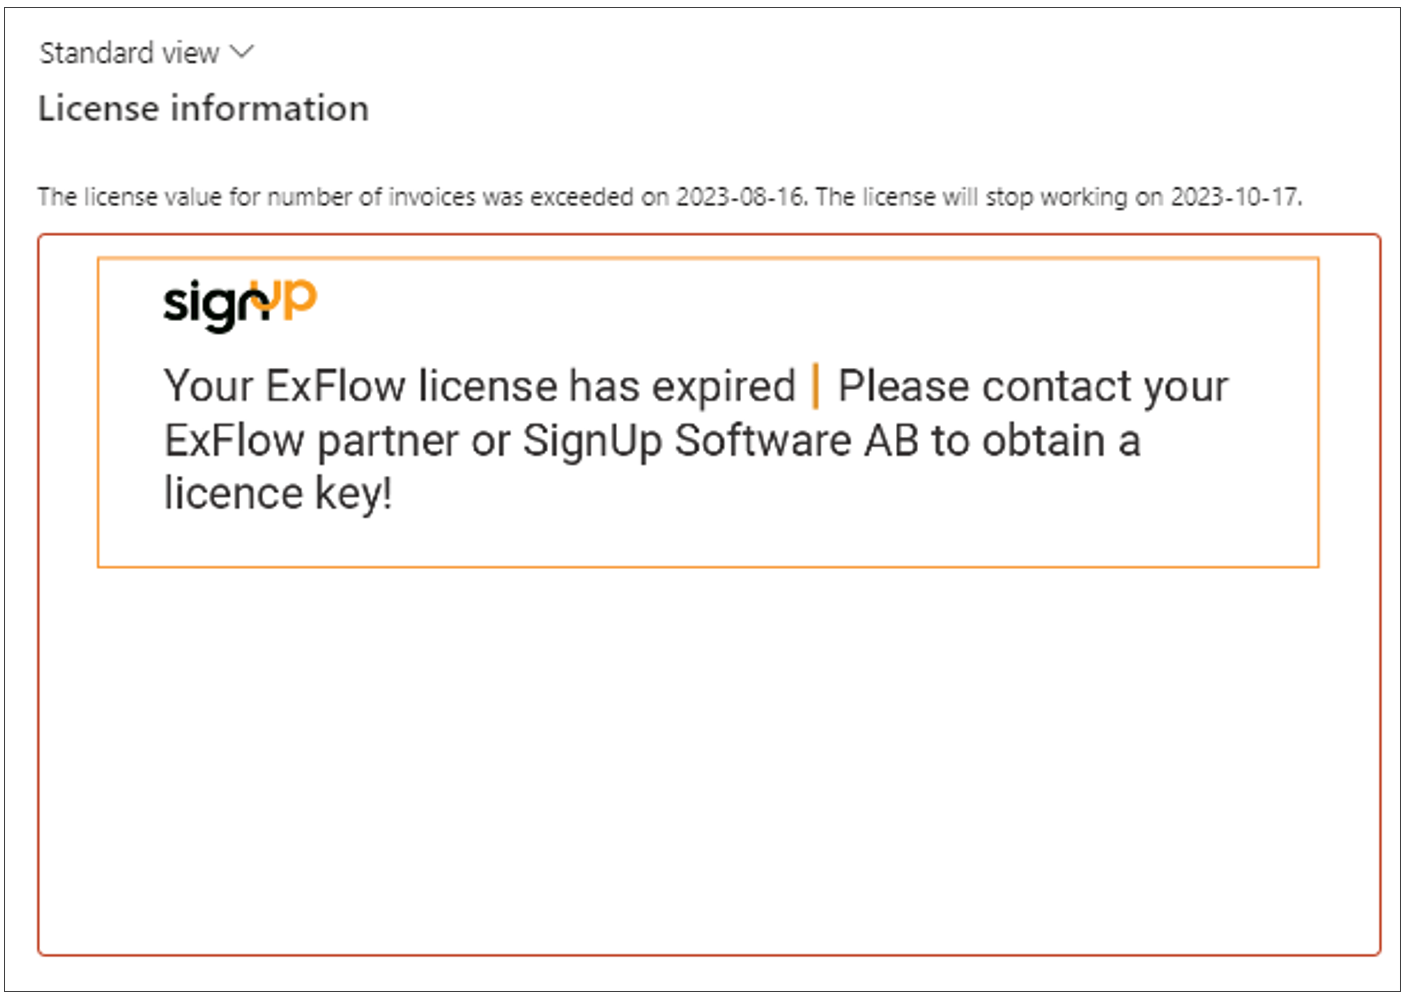 Standard view
License information
The license value for number of invoices was exceeded on 2023-08-16. The license will stop working on 2023-10-17.
signUp
Your ExFlow license has expired | Please contact your
ExFlow partner or SignUp Software AB to obtain a
licence key!